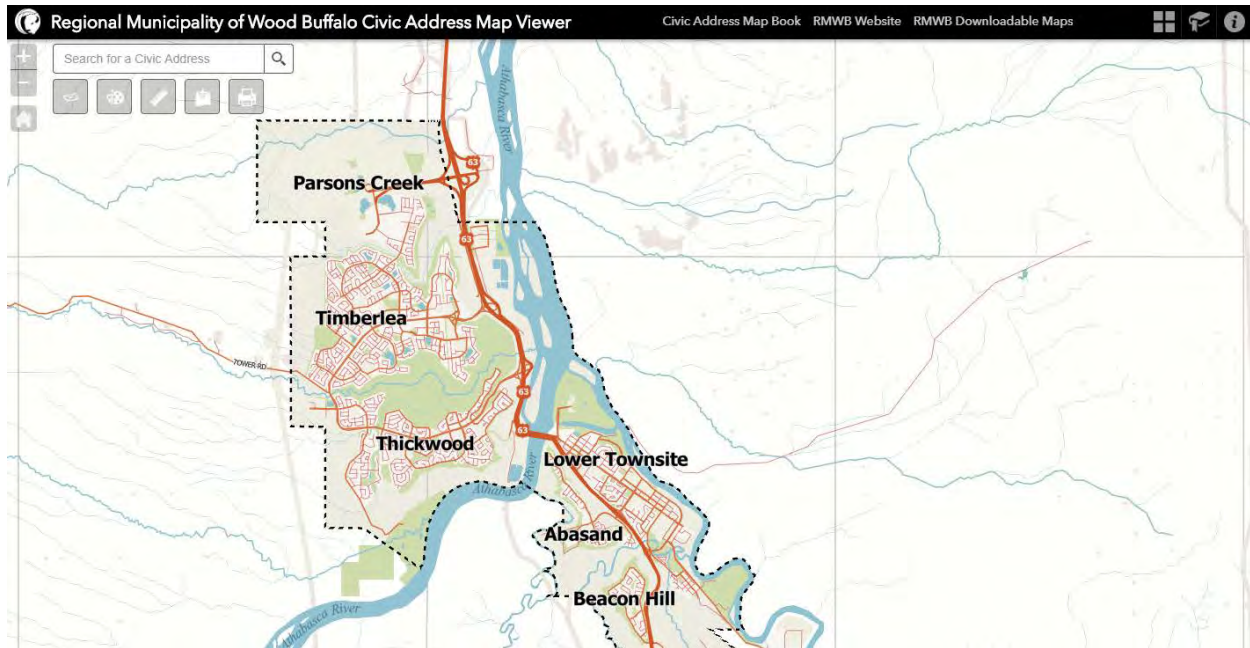 Regional Municipality of Wood Buffalo Civic Address Map Viewer
Civic Address Map Book RMWB Website RMWB Downloadable Maps
+
Search for a Civic Address
−
Athabasca River
63
Parsons Creek
63
Timberlea
TOWER RD
63
63
Thickwood
Lower Townsite
Athabasca River
Abasand
Beacon Hill
Athabasca River